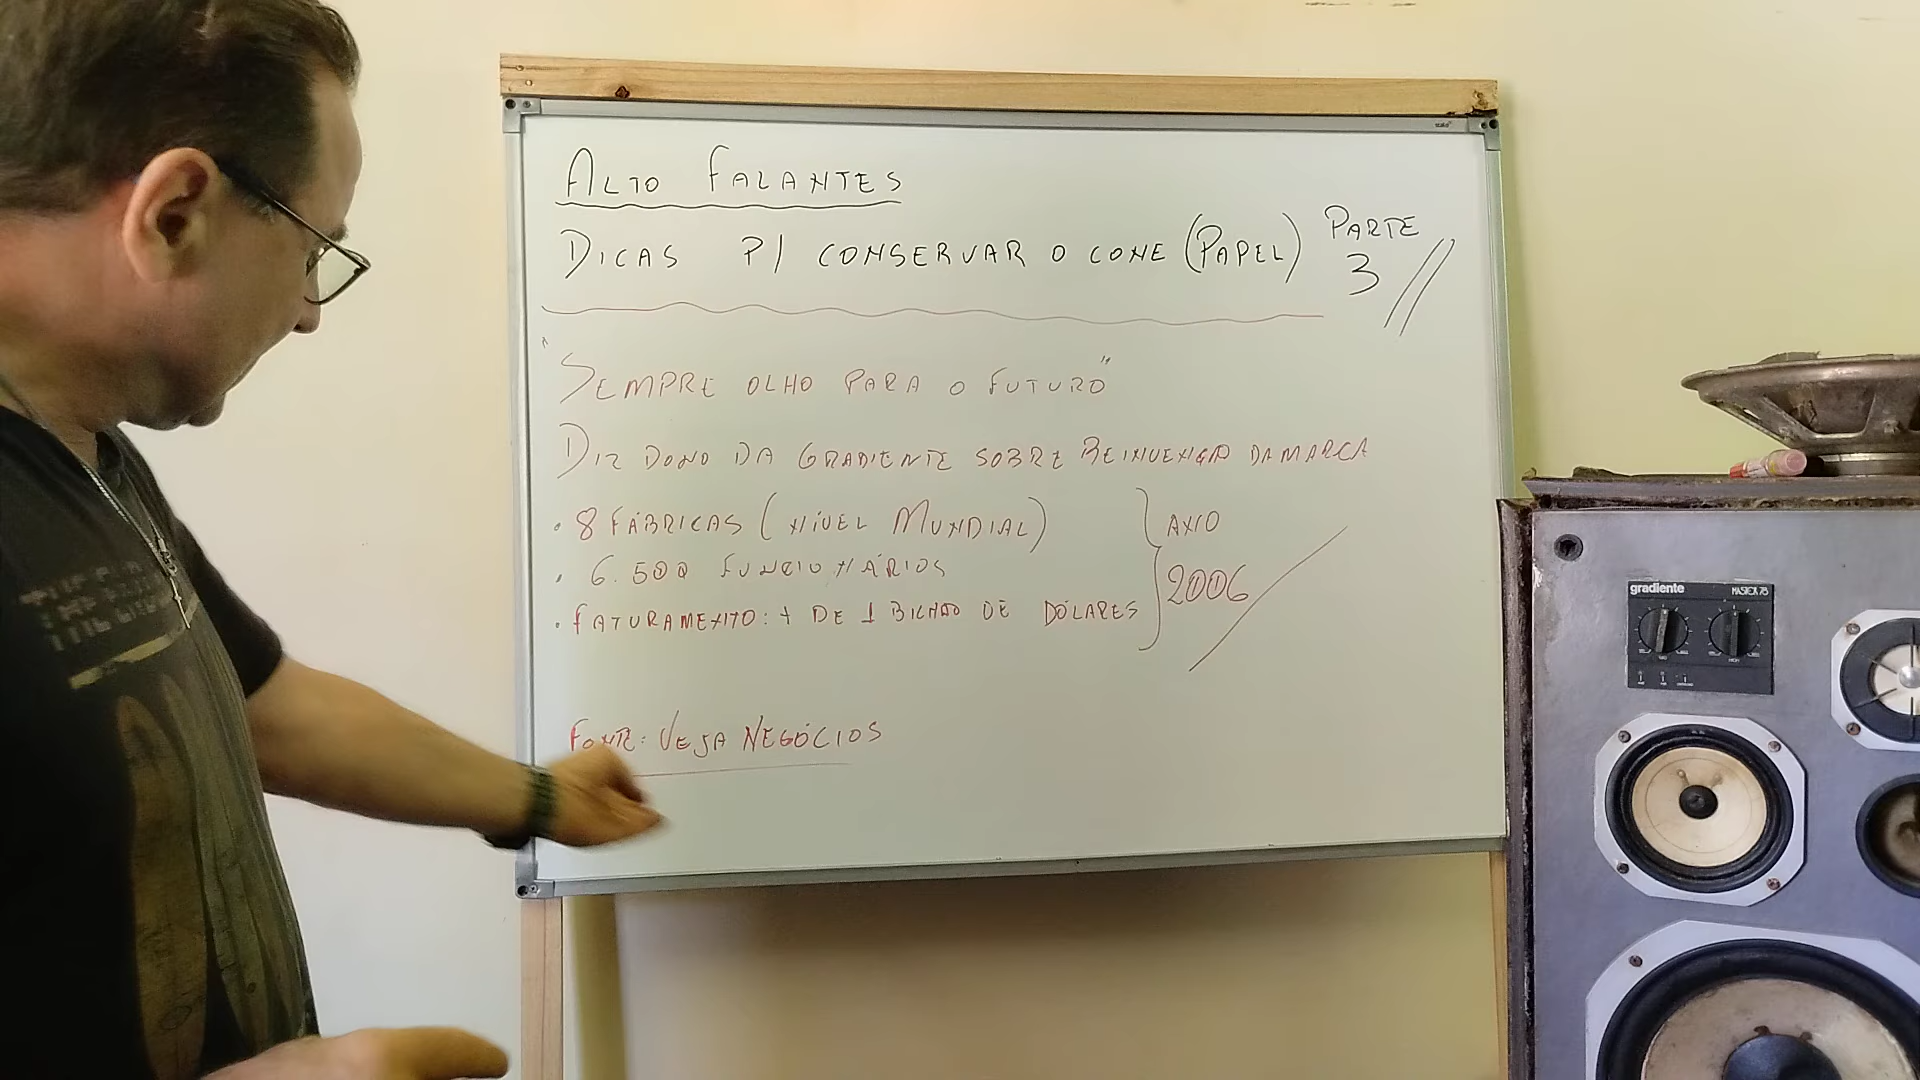 ALTO FALANTES
DICAS P/ CONSERVAR O CONE (PAPEL) PARTE 3
"SEMPRE OLHO PARA O FUTURO"
DIZ DONO DA GRADIENTE SOBRE REINVENÇÃO DA MARCA
• 8 FÁBRICAS (NÍVEL MUNDIAL)
• 6.500 FUNCIONÁRIOS
• FATURAMENTO: + DE 1 BILHÃO DE DÓLARES
ANO
2006
FONTE: VEJA NEGÓCIOS
gradiente MASTER 76